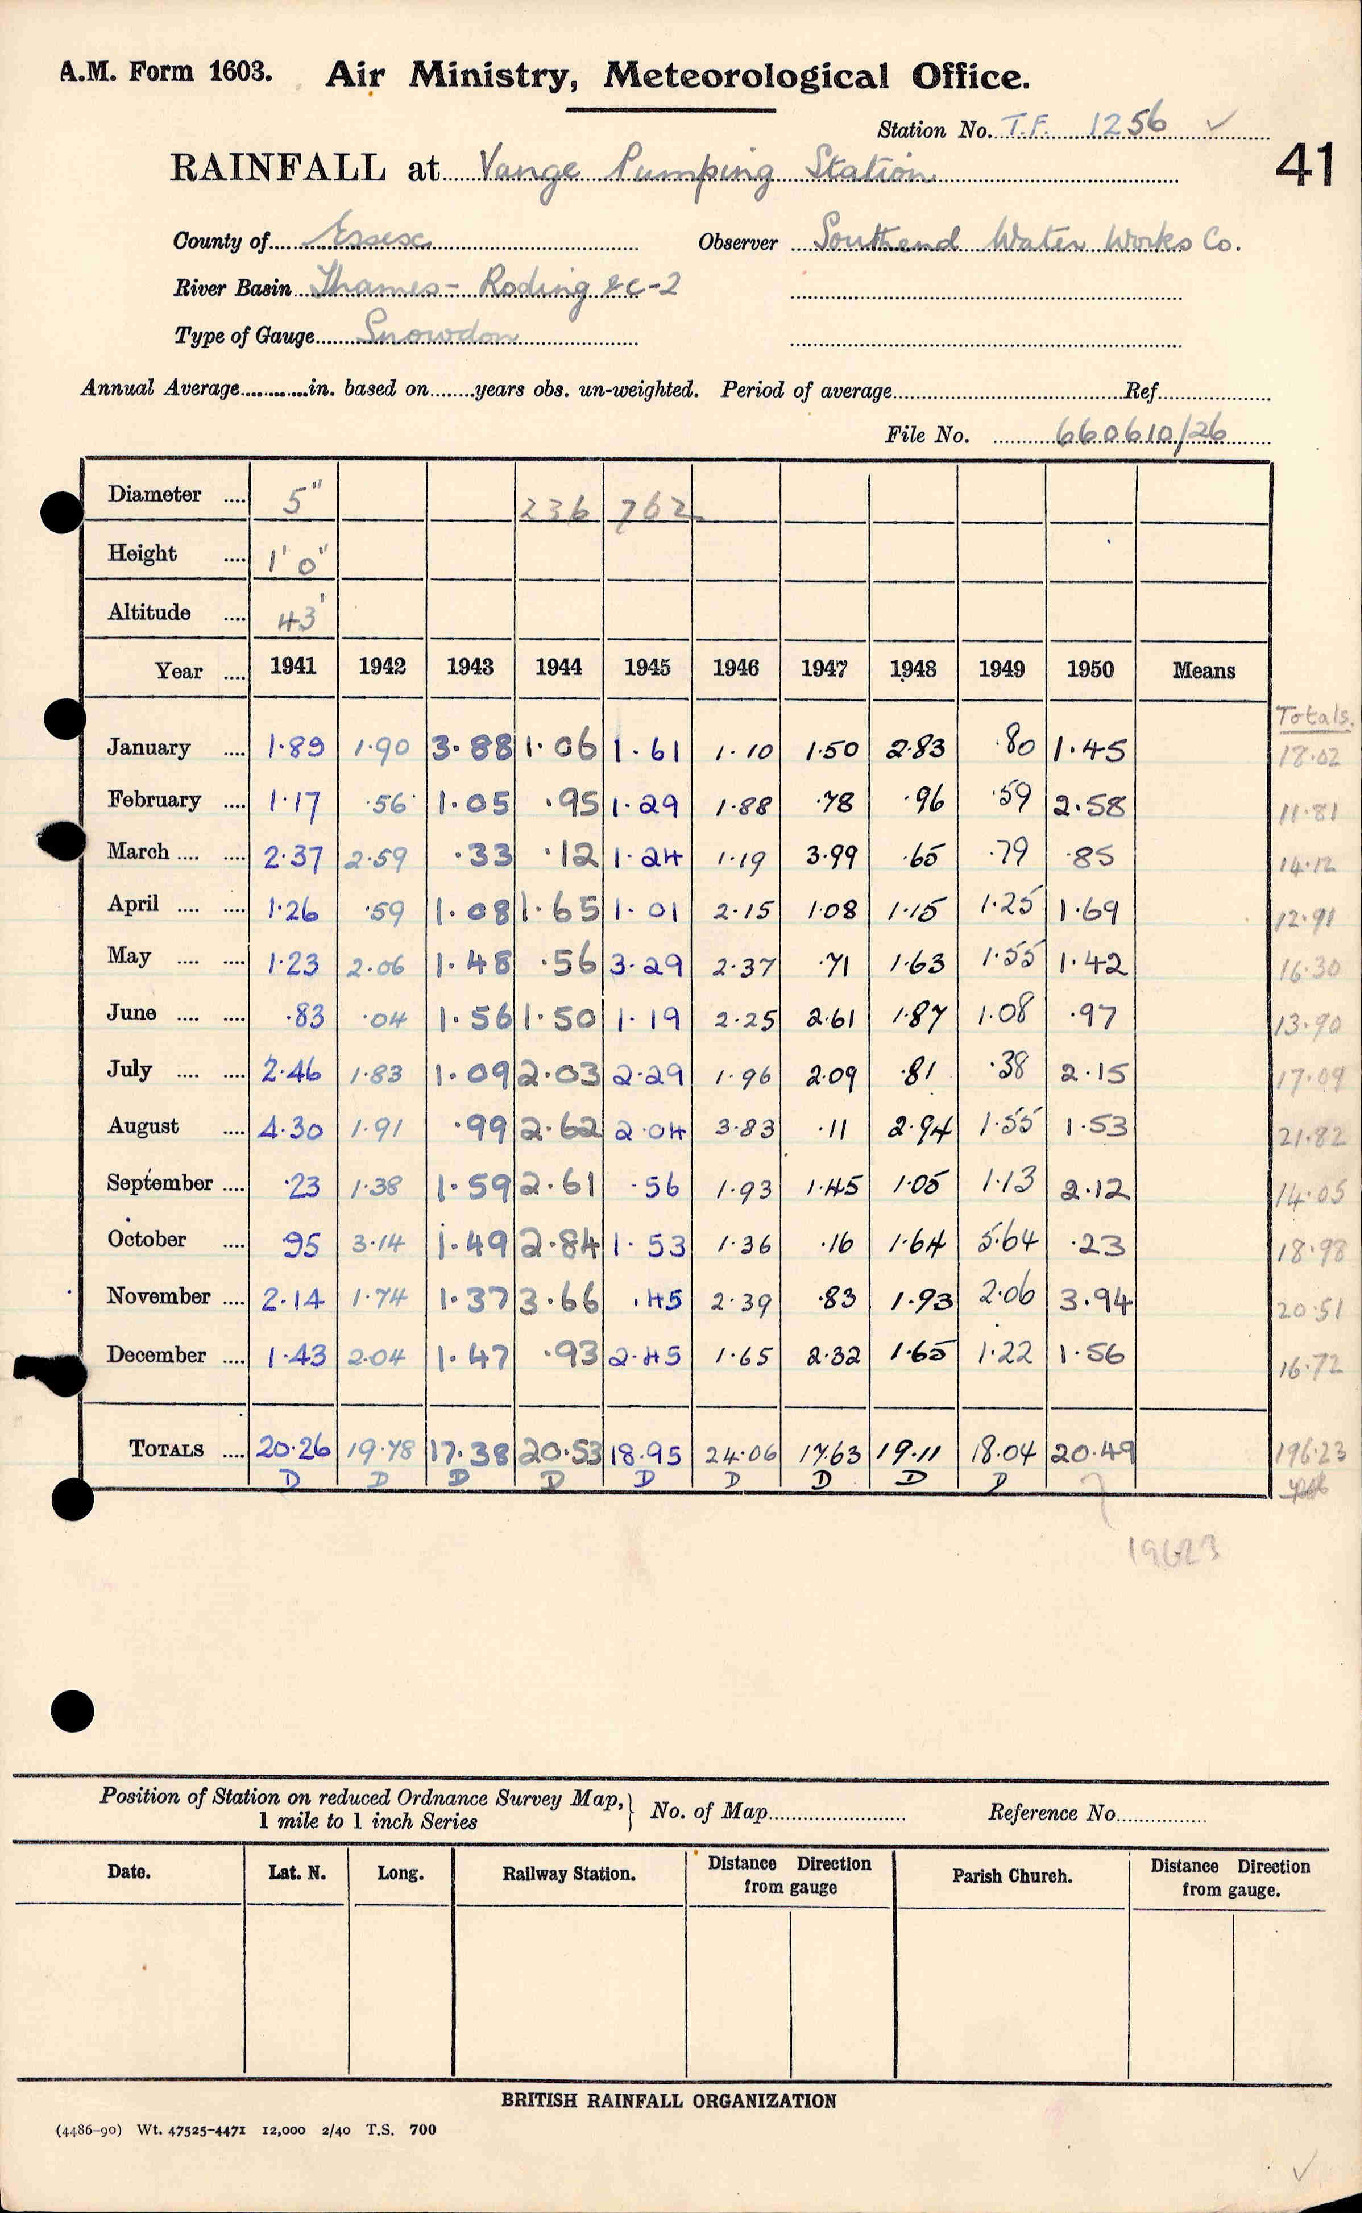 A.M. Form 1603. Air Ministry, Meteorological Office.
Station No. T.F. 1256 ✓
41
RAINFALL at Vange Pumping Station
County of Essex Observer Southend Water Works Co.
River Basin Thames - Roding &c - 2
Type of Gauge Snowdon
Annual Average in. based on years obs. un-weighted. Period of average Ref
File No. 660610/26
Diameter 5" 236 762
Height 1' 0"
Altitude 43'
Year 1941 1942 1943 1944 1945 1946 1947 1948 1949 1950 Means
Totals.
January 1·89 1·90 3·88 1·06 1·61 1·10 1·50 2·83 ·80 1·45 18·02
February 1·17 ·56 1·05 ·95 1·29 1·88 ·78 ·96 ·59 2·58 11·81
March 2·37 2·59 ·33 ·12 1·24 1·19 3·99 ·65 ·79 ·85 14·12
April 1·26 ·59 1·08 1·65 1·01 2·15 1·08 1·15 1·25 1·69 12·91
May 1·23 2·06 1·48 ·56 3·29 2·37 ·71 1·63 1·55 1·42 16·30
June ·83 ·04 1·56 1·50 1·19 2·25 2·61 1·87 1·08 ·97 13·90
July 2·46 1·83 1·09 2·03 2·29 1·96 2·09 ·81 ·38 2·15 17·09
August 4·30 1·91 ·99 2·62 2·04 3·83 ·11 2·94 1·55 1·53 21·82
September ·23 1·38 1·59 2·61 ·56 1·93 1·45 1·05 1·13 2·12 14·05
October 95 3·14 1·49 2·84 1·53 1·36 ·16 1·64 5·64 ·23 18·98
November 2·14 1·74 1·37 3·66 ·45 2·39 ·83 1·93 2·06 3·94 20·51
December 1·43 2·04 1·47 ·93 2·45 1·65 2·32 1·65 1·22 1·56 16·72
TOTALS 20·26 19·78 17·38 20·53 18·95 24·06 17·63 19·11 18·04 20·49 196·23
D D D D D D D D D
196·23
Position of Station on reduced Ordnance Survey Map, } No. of Map Reference No.
1 mile to 1 inch Series
Date. Lat. N. Long. Railway Station. Distance Direction from gauge Parish Church. Distance Direction from gauge.
BRITISH RAINFALL ORGANIZATION
(4486-90) Wt. 47525-4471 12,000 2/40 T.S. 700
✓